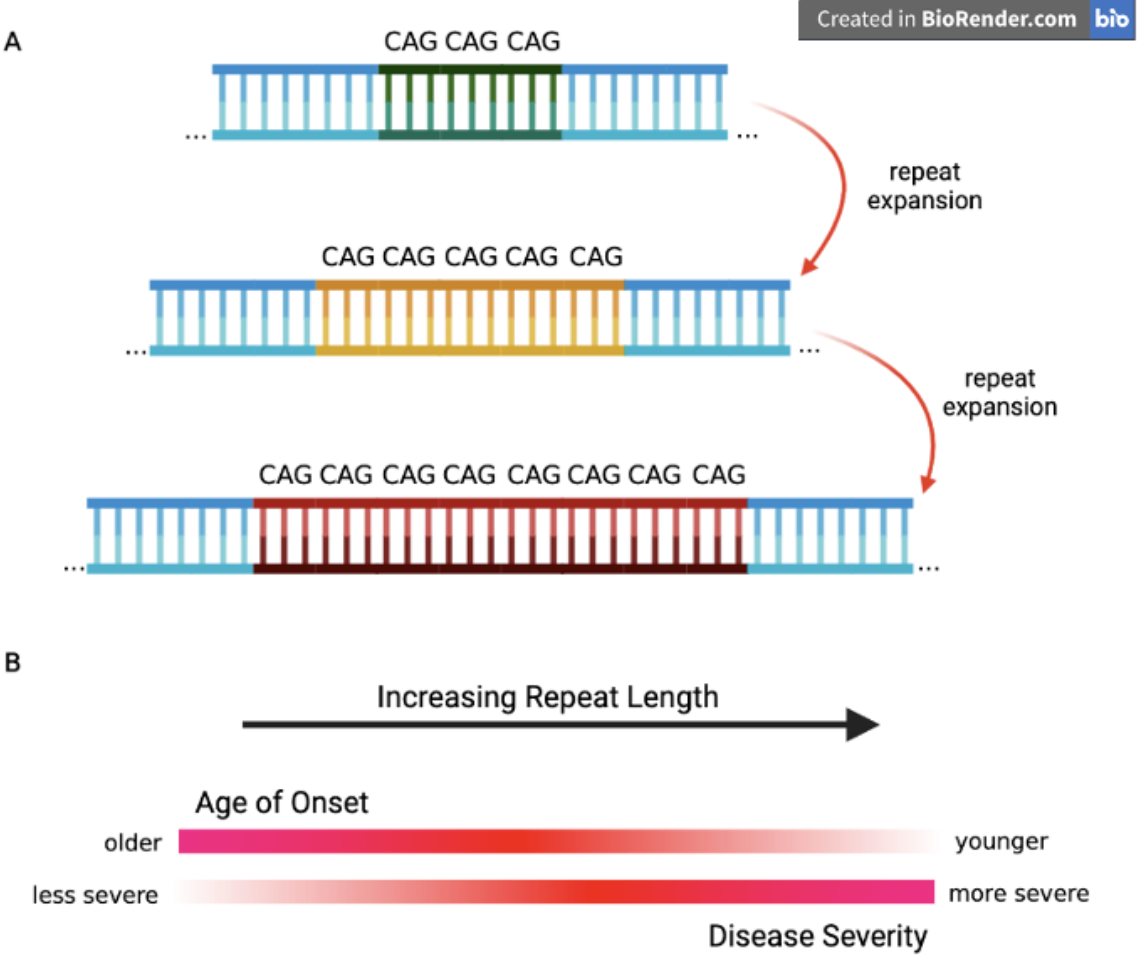 Created in BioRender.com bio
A
CAG CAG CAG
... ...
repeat
expansion
CAG CAG CAG CAG CAG
... ...
repeat
expansion
CAG CAG CAG CAG CAG CAG CAG CAG
... ...
B
Increasing Repeat Length
Age of Onset
older younger
less severe more severe
Disease Severity